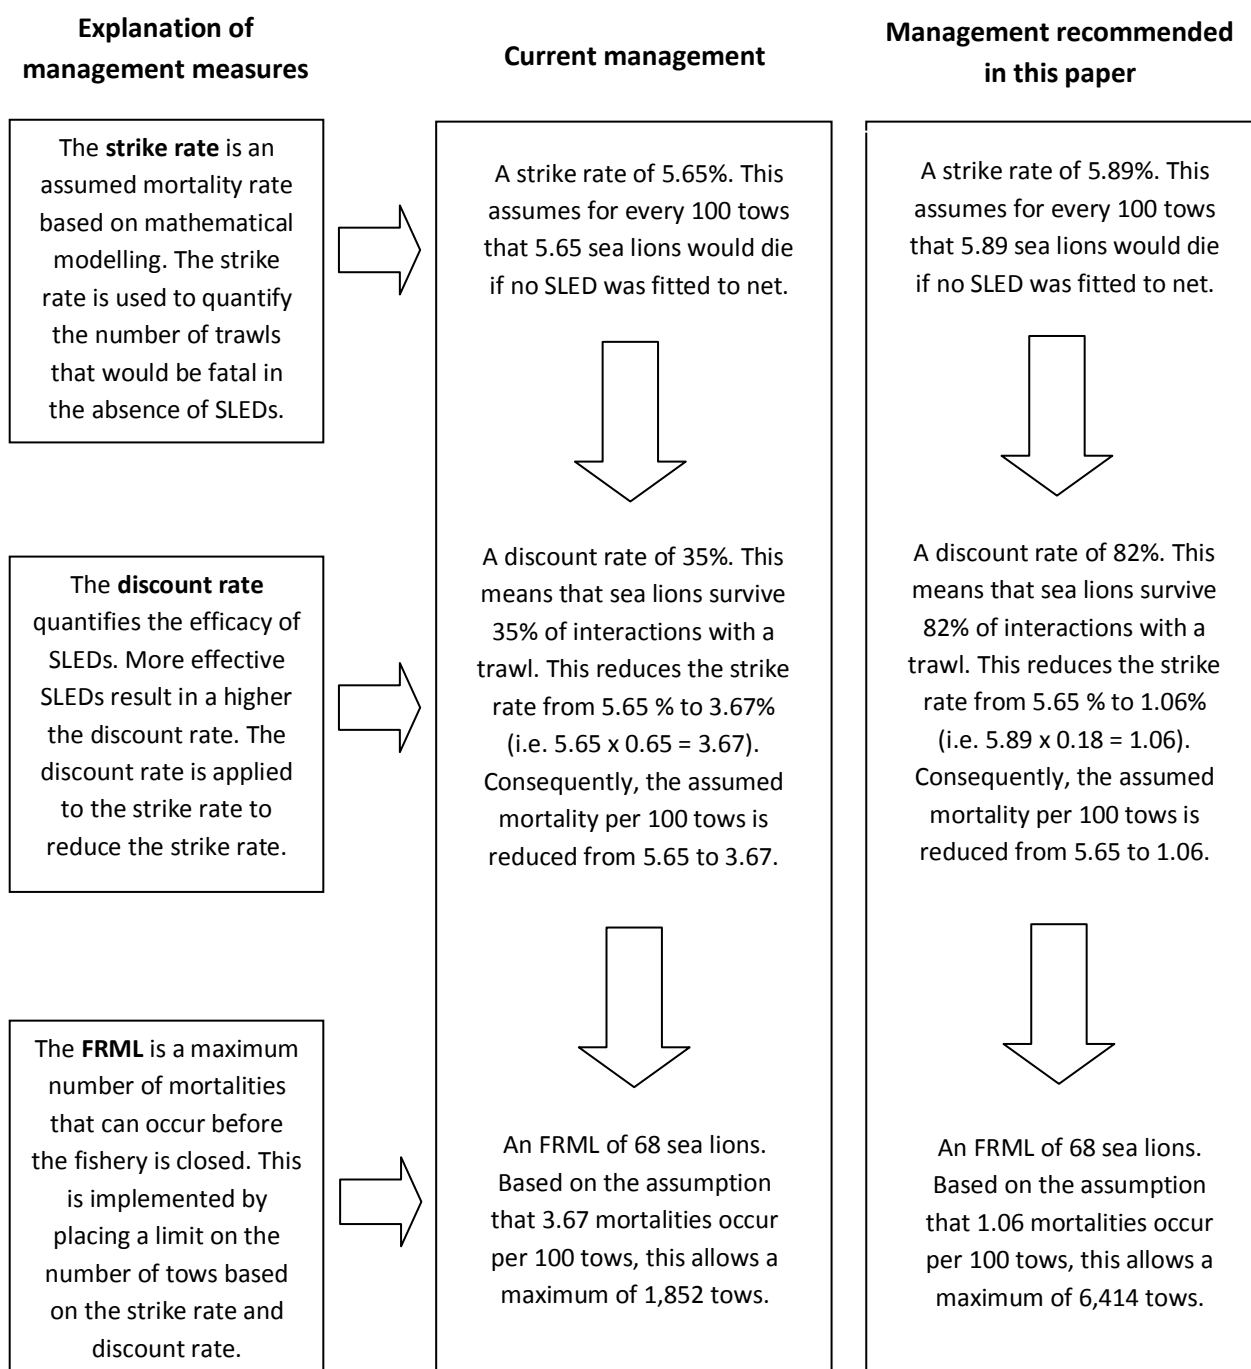 Explanation of
management measures
Current management
Management recommended
in this paper
The strike rate is an
assumed mortality rate
based on mathematical
modelling. The strike
rate is used to quantify
the number of trawls
that would be fatal in
the absence of SLEDs.
A strike rate of 5.65%. This
assumes for every 100 tows
that 5.65 sea lions would die
if no SLED was fitted to net.
A strike rate of 5.89%. This
assumes for every 100 tows
that 5.89 sea lions would die
if no SLED was fitted to net.
The discount rate
quantifies the efficacy of
SLEDs. More effective
SLEDs result in a higher
the discount rate. The
discount rate is applied
to the strike rate to
reduce the strike rate.
A discount rate of 35%. This
means that sea lions survive
35% of interactions with a
trawl. This reduces the strike
rate from 5.65 % to 3.67%
(i.e. 5.65 x 0.65 = 3.67).
Consequently, the assumed
mortality per 100 tows is
reduced from 5.65 to 3.67.
A discount rate of 82%. This
means that sea lions survive
82% of interactions with a
trawl. This reduces the strike
rate from 5.65 % to 1.06%
(i.e. 5.89 x 0.18 = 1.06).
Consequently, the assumed
mortality per 100 tows is
reduced from 5.65 to 1.06.
The FRML is a maximum
number of mortalities
that can occur before
the fishery is closed. This
is implemented by
placing a limit on the
number of tows based
on the strike rate and
discount rate.
An FRML of 68 sea lions.
Based on the assumption
that 3.67 mortalities occur
per 100 tows, this allows a
maximum of 1,852 tows.
An FRML of 68 sea lions.
Based on the assumption
that 1.06 mortalities occur
per 100 tows, this allows a
maximum of 6,414 tows.